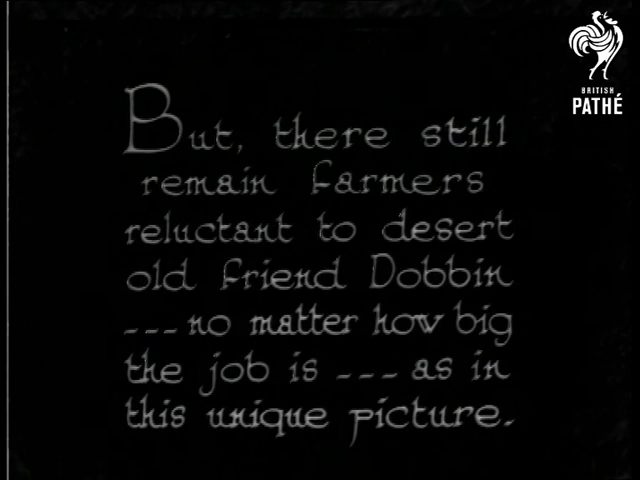 BRITISH
PATHÉ
But, there still
remain farmers
reluctant to desert
old friend Dobbin
--- no matter how big
the job is --- as in
this unique picture.